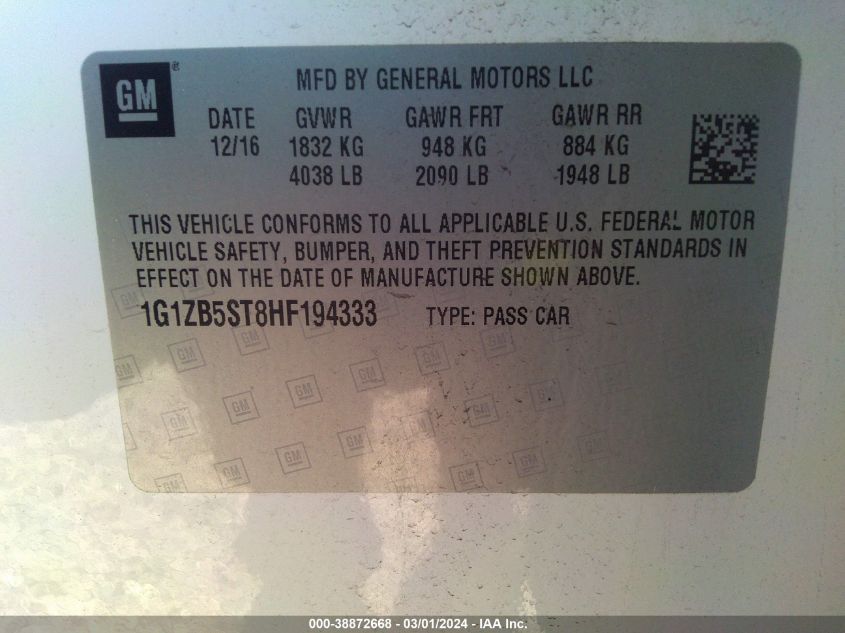 GM ®
MFD BY GENERAL MOTORS LLC
DATE GVWR GAWR FRT GAWR RR
12/16 1832 KG 948 KG 884 KG
4038 LB 2090 LB 1948 LB
THIS VEHICLE CONFORMS TO ALL APPLICABLE U.S. FEDERAL MOTOR
VEHICLE SAFETY, BUMPER, AND THEFT PREVENTION STANDARDS IN
EFFECT ON THE DATE OF MANUFACTURE SHOWN ABOVE.
1G1ZB5ST8HF194333 TYPE: PASS CAR
000-38872668 - 03/01/2024 - IAA Inc.